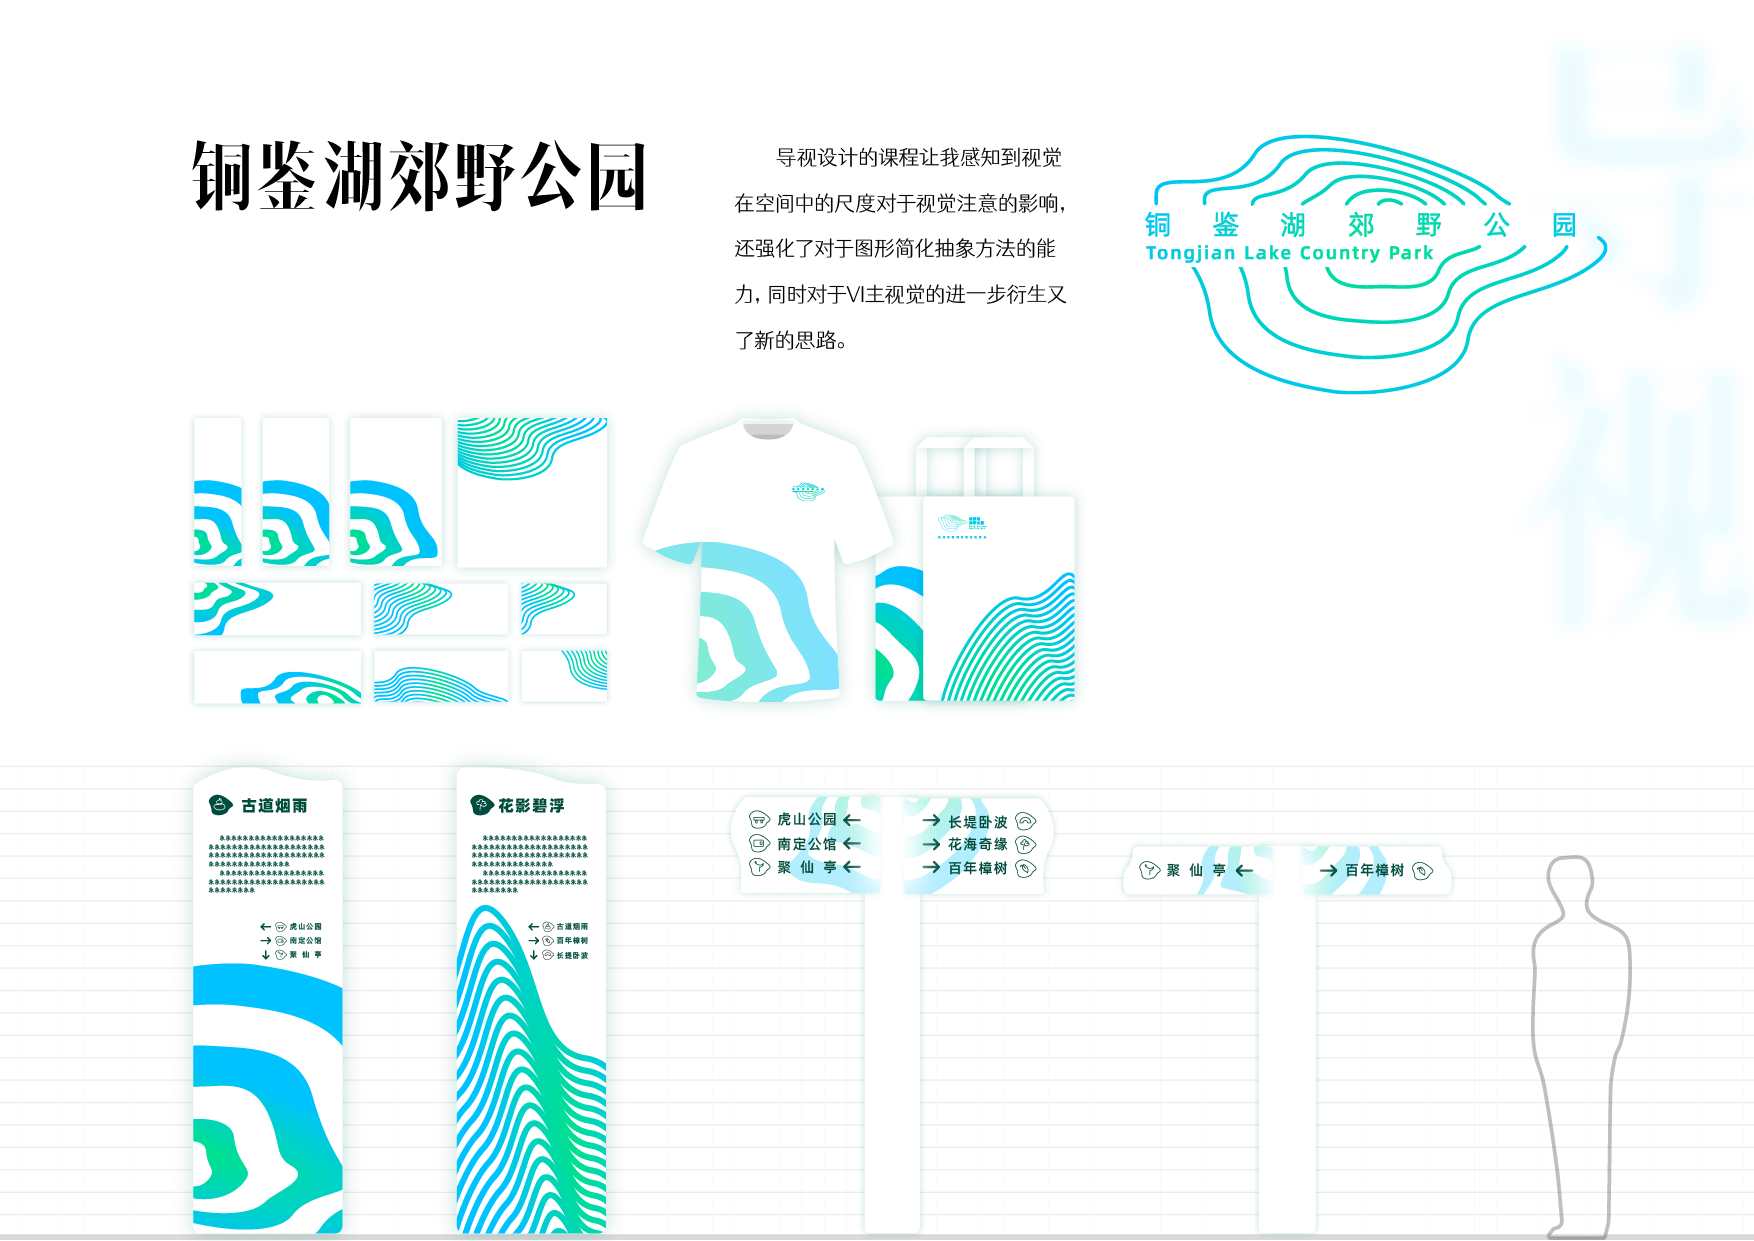 导视
铜鉴湖郊野公园
导视设计的课程让我感知到视觉
在空间中的尺度对于视觉注意的影响，
还强化了对于图形简化抽象方法的能
力，同时对于VI主视觉的进一步衍生又
了新的思路。
铜鉴湖郊野公园
Tongjian Lake Country Park
古道烟雨
← 虎山公园
→ 南定公馆
↓ 聚仙亭
花影碧浮
← 古道烟雨
→ 百年樟树
↓ 长堤卧波
虎山公园 ←
南定公馆 ←
聚仙亭 ←
→ 长堤卧波
→ 花海奇缘
→ 百年樟树
聚仙亭 ←
→ 百年樟树